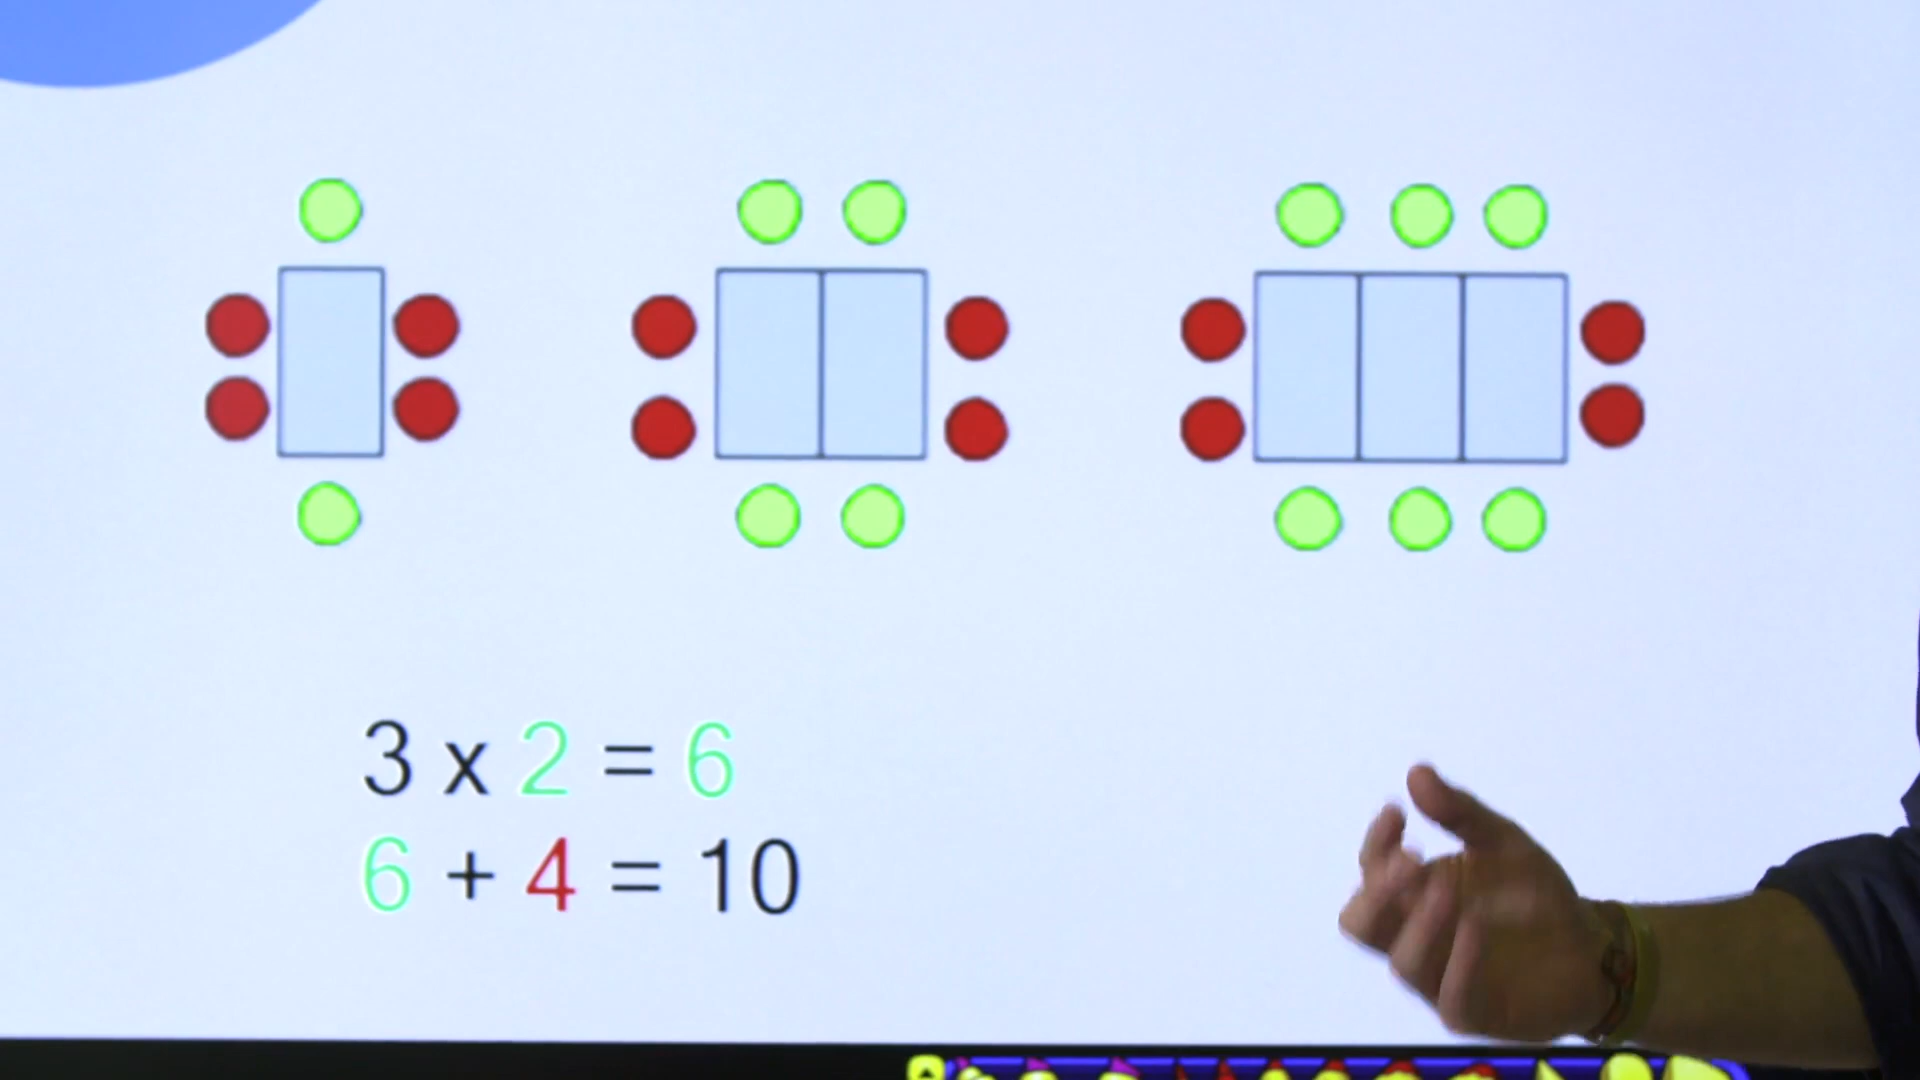 3 x 2 = 6
6 + 4 = 10